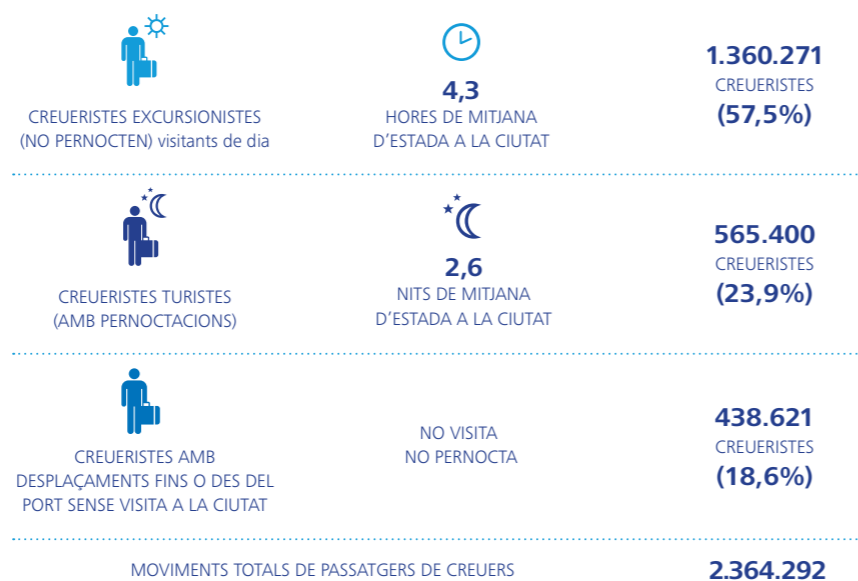 CREUERISTES EXCURSIONISTES
(NO PERNOCTEN) visitants de dia
4,3
HORES DE MITJANA
D'ESTADA A LA CIUTAT
1.360.271
CREUERISTES
(57,5%)
CREUERISTES TURISTES
(AMB PERNOCTACIONS)
2,6
NITS DE MITJANA
D'ESTADA A LA CIUTAT
565.400
CREUERISTES
(23,9%)
CREUERISTES AMB
DESPLAÇAMENTS FINS O DES DEL
PORT SENSE VISITA A LA CIUTAT
NO VISITA
NO PERNOCTA
438.621
CREUERISTES
(18,6%)
MOVIMENTS TOTALS DE PASSATGERS DE CREUERS
2.364.292